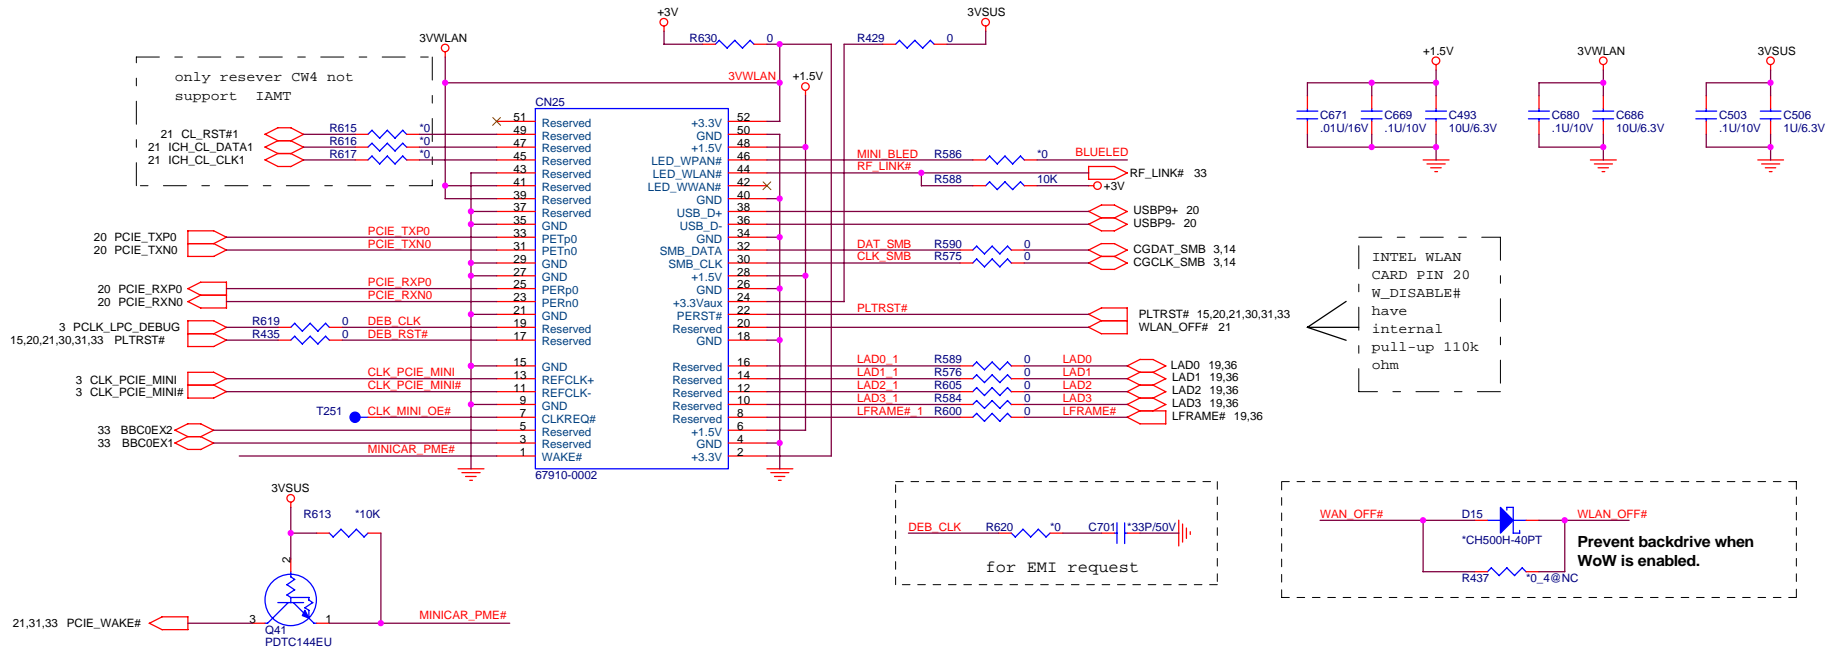 +3V
R630 0
3VSUS
R429 0
3VWLAN
3VWLAN
+1.5V
only resever CW4 not
support IAMT
21 CL_RST#1 R615 *0
21 ICH_CL_DATA1 R616 *0
21 ICH_CL_CLK1 R617 *0
CN25
51 Reserved +3.3V 52
49 Reserved GND 50
47 Reserved +1.5V 48
45 Reserved LED_WPAN# 46
43 Reserved LED_WLAN# 44
41 Reserved LED_WWAN# 42
39 Reserved GND 40
37 Reserved USB_D+ 38
35 GND USB_D- 36
33 PETp0 GND 34
31 PETn0 SMB_DATA 32
29 GND SMB_CLK 30
27 GND +1.5V 28
25 PERp0 GND 26
23 PERn0 +3.3Vaux 24
21 GND PERST# 22
19 Reserved Reserved 20
17 Reserved GND 18
15 GND Reserved 16
13 REFCLK+ Reserved 14
11 REFCLK- Reserved 12
9 GND Reserved 10
7 CLKREQ# Reserved 8
5 Reserved +1.5V 6
3 Reserved GND 4
1 WAKE# +3.3V 2
67910-0002
20 PCIE_TXP0 PCIE_TXP0
20 PCIE_TXN0 PCIE_TXN0
20 PCIE_RXP0 PCIE_RXP0
20 PCIE_RXN0 PCIE_RXN0
3 PCLK_LPC_DEBUG R619 0 DEB_CLK
15,20,21,30,31,33 PLTRST# R435 0 DEB_RST#
3 CLK_PCIE_MINI CLK_PCIE_MINI
3 CLK_PCIE_MINI# CLK_PCIE_MINI#
T251 CLK_MINI_OE#
33 BBC0EX2
33 BBC0EX1
MINICAR_PME#
MINI_BLED R586 *0 BLUELED
RF_LINK# RF_LINK# 33
R588 10K +3V
USBP9+ 20
USBP9- 20
DAT_SMB R590 0 CGDAT_SMB 3,14
CLK_SMB R575 0 CGCLK_SMB 3,14
PLTRST# PLTRST# 15,20,21,30,31,33
WLAN_OFF# 21
LAD0_1 R589 0 LAD0 LAD0 19,36
LAD1_1 R576 0 LAD1 LAD1 19,36
LAD2_1 R605 0 LAD2 LAD2 19,36
LAD3_1 R584 0 LAD3 LAD3 19,36
LFRAME#_1 R600 0 LFRAME# LFRAME# 19,36
+1.5V
C671 .01U/16V
C669 .1U/10V
C493 10U/6.3V
3VWLAN
C680 .1U/10V
C686 10U/6.3V
3VSUS
C503 .1U/10V
C506 1U/6.3V
INTEL WLAN
CARD PIN 20
W_DISABLE#
have
internal
pull-up 110k
ohm
3VSUS
R613 *10K
2
3 1
Q41
PDTC144EU
21,31,33 PCIE_WAKE#
MINICAR_PME#
DEB_CLK R620 *0 C701 *33P/50V
for EMI request
WAN_OFF# D15 WLAN_OFF#
*CH500H-40PT
R437 *0_4@NC
Prevent backdrive when
WoW is enabled.